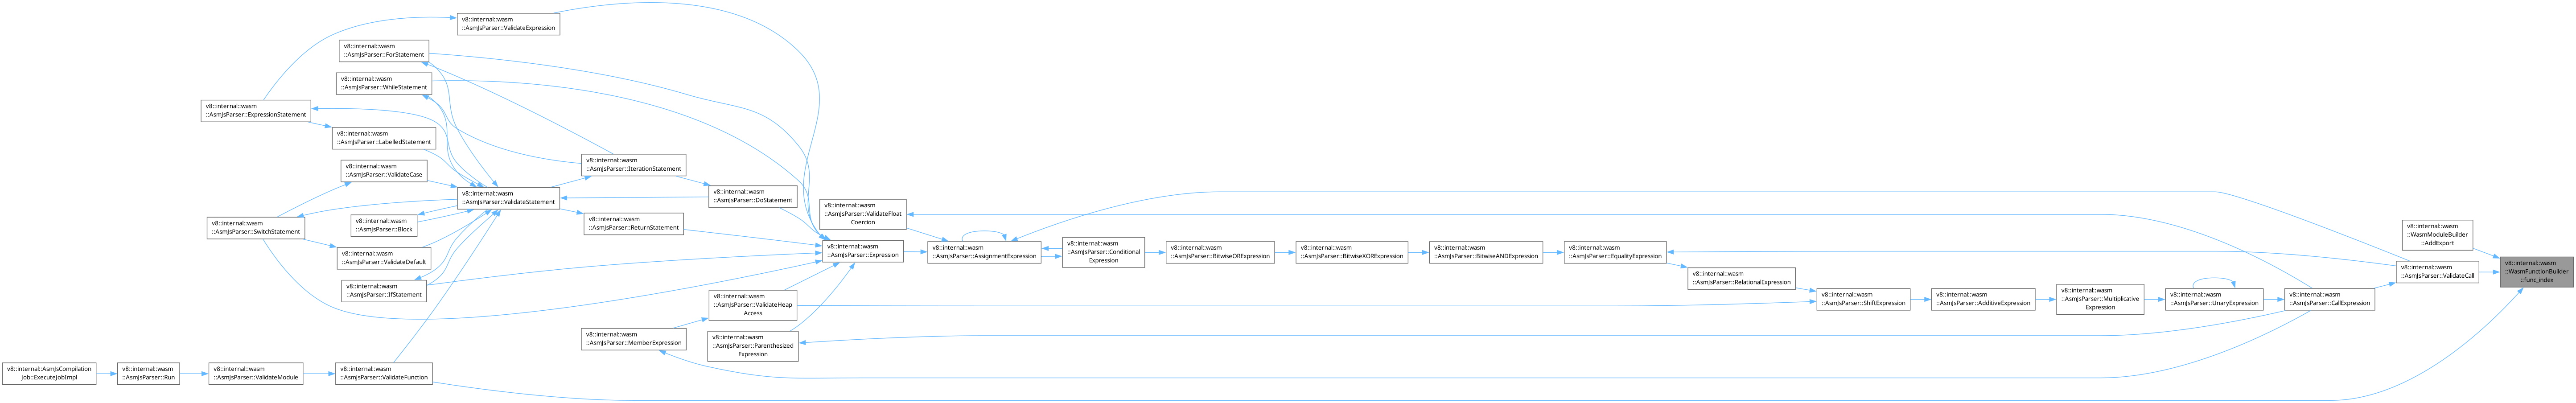 v8::internal::wasm
::AsmJsParser::ValidateExpression
v8::internal::wasm
::AsmJsParser::ForStatement
v8::internal::wasm
::AsmJsParser::WhileStatement
v8::internal::wasm
::AsmJsParser::ExpressionStatement
v8::internal::wasm
::AsmJsParser::LabelledStatement
v8::internal::wasm
::AsmJsParser::IterationStatement
v8::internal::wasm
::AsmJsParser::ValidateCase
v8::internal::wasm
::AsmJsParser::ValidateStatement
v8::internal::wasm
::AsmJsParser::DoStatement
v8::internal::wasm
::AsmJsParser::ValidateFloat
Coercion
v8::internal::wasm
::AsmJsParser::SwitchStatement
v8::internal::wasm
::AsmJsParser::Block
v8::internal::wasm
::AsmJsParser::ReturnStatement
v8::internal::wasm
::WasmModuleBuilder
::AddExport
v8::internal::wasm
::AsmJsParser::ValidateDefault
v8::internal::wasm
::AsmJsParser::Expression
v8::internal::wasm
::AsmJsParser::AssignmentExpression
v8::internal::wasm
::AsmJsParser::Conditional
Expression
v8::internal::wasm
::AsmJsParser::BitwiseORExpression
v8::internal::wasm
::AsmJsParser::BitwiseXORExpression
v8::internal::wasm
::AsmJsParser::BitwiseANDExpression
v8::internal::wasm
::AsmJsParser::EqualityExpression
v8::internal::wasm
::AsmJsParser::RelationalExpression
v8::internal::wasm
::AsmJsParser::ValidateCall
v8::internal::wasm
::WasmFunctionBuilder
::func_index
v8::internal::wasm
::AsmJsParser::IfStatement
v8::internal::wasm
::AsmJsParser::ValidateHeap
Access
v8::internal::wasm
::AsmJsParser::ShiftExpression
v8::internal::wasm
::AsmJsParser::AdditiveExpression
v8::internal::wasm
::AsmJsParser::Multiplicative
Expression
v8::internal::wasm
::AsmJsParser::UnaryExpression
v8::internal::wasm
::AsmJsParser::CallExpression
v8::internal::wasm
::AsmJsParser::MemberExpression
v8::internal::wasm
::AsmJsParser::Parenthesized
Expression
v8::internal::AsmJsCompilation
Job::ExecuteJobImpl
v8::internal::wasm
::AsmJsParser::Run
v8::internal::wasm
::AsmJsParser::ValidateModule
v8::internal::wasm
::AsmJsParser::ValidateFunction